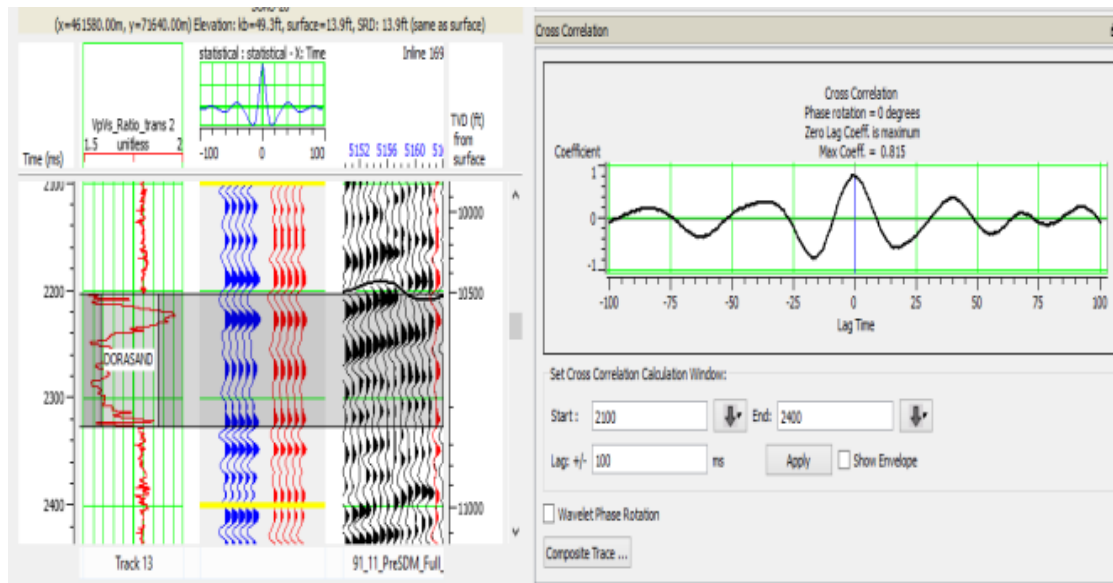 (x=461580.00m, y=71640.00m) Elevation: kb=49.3ft, surface=13.9ft, SRD: 13.9ft (same as surface)
statistical : statistical - X: Time
Inline 169
VpVs_Ratio_trans 2
unitless
1.5 2
-100 0 100
5152 5156 5160 51
TVD (ft)
from
surface
Time (ms)
2100
2200
2300
2400
DORASAND
10000
10500
11000
Track 13
91_11_PreSDM_Full_
Cross Correlation
Cross Correlation
Phase rotation = 0 degrees
Zero Lag Coeff. is maximum
Max Coeff. = 0.815
Coefficient
1
0
-1
-100 -75 -50 -25 0 25 50 75 100
Lag Time
Set Cross Correlation Calculation Window:
Start : 2100 End: 2400
Lag: +/- 100 ms Apply Show Envelope
Wavelet Phase Rotation
Composite Trace ...